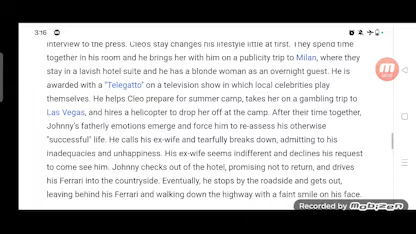 3:16
interview to the press. Cleos stay changes his lifestyle little at first. They spend time
together in his room and he brings her with him on a publicity trip to Milan, where they
stay in a lavish hotel suite and he has a blonde woman as an overnight guest. He is
awarded with a "Telegatto" on a television show in which local celebrities play
themselves. He helps Cleo prepare for summer camp, takes her on a gambling trip to
Las Vegas, and hires a helicopter to drop her off at the camp. After their time together,
Johnny's fatherly emotions emerge and force him to re-assess his otherwise
"successful" life. He calls his ex-wife and tearfully breaks down, admitting to his
inadequacies and unhappiness. His ex-wife seems indifferent and declines his request
to come see him. Johnny checks out of the hotel, promising not to return, and drives
his Ferrari into the countryside. Eventually, he stops by the roadside and gets out,
leaving behind his Ferrari and walking down the highway with a faint smile on his face.
Recorded by mobizen